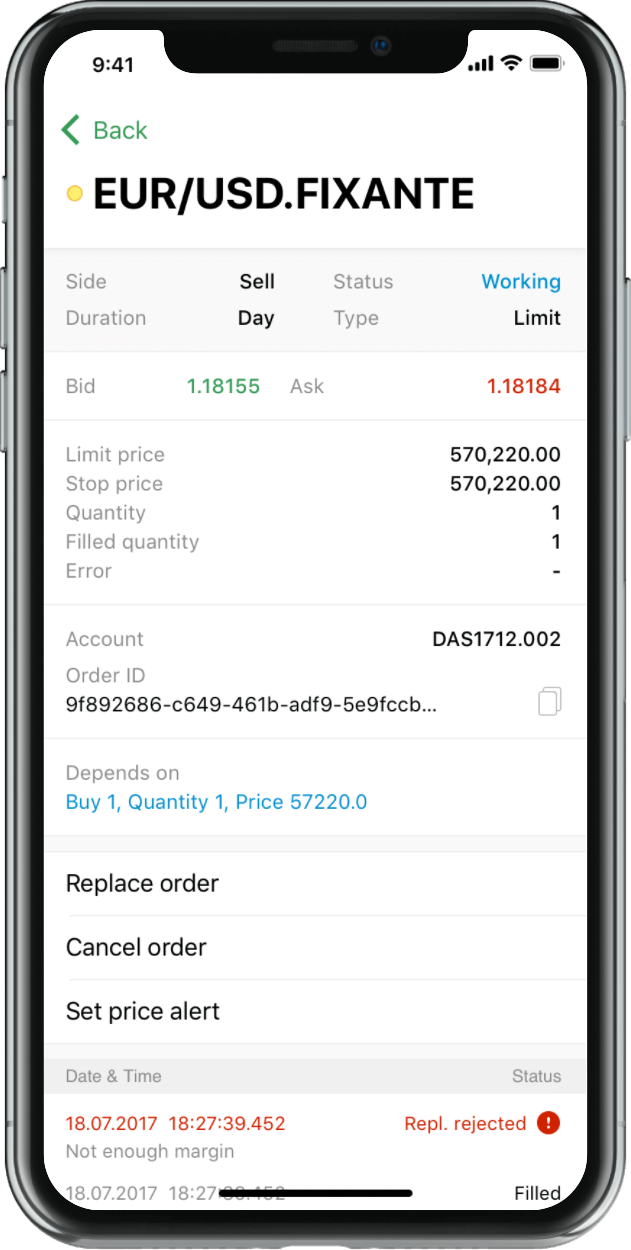 9:41
Back
EUR/USD.FIXANTE
Side Sell Status Working
Duration Day Type Limit
Bid 1.18155 Ask 1.18184
Limit price 570,220.00
Stop price 570,220.00
Quantity 1
Filled quantity 1
Error -
Account DAS1712.002
Order ID
9f892686-c649-461b-adf9-5e9fccb...
Depends on
Buy 1, Quantity 1, Price 57220.0
Replace order
Cancel order
Set price alert
Date & Time Status
18.07.2017 18:27:39.452 Repl. rejected
Not enough margin
18.07.2017 18:27:39.452 Filled